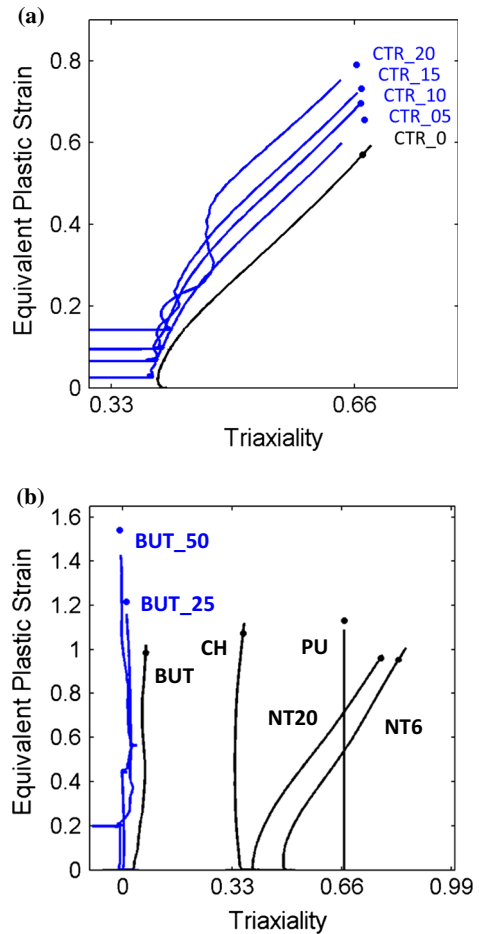 (a)
0.8
0.6
0.4
0.2
0
Equivalent Plastic Strain
CTR_20
CTR_15
CTR_10
CTR_05
CTR_0
0.33 0.66
Triaxiality
(b)
1.6
1.4
1.2
1
0.8
0.6
0.4
0.2
0
Equivalent Plastic Strain
BUT_50
BUT_25
BUT
CH
PU
NT20
NT6
0 0.33 0.66 0.99
Triaxiality